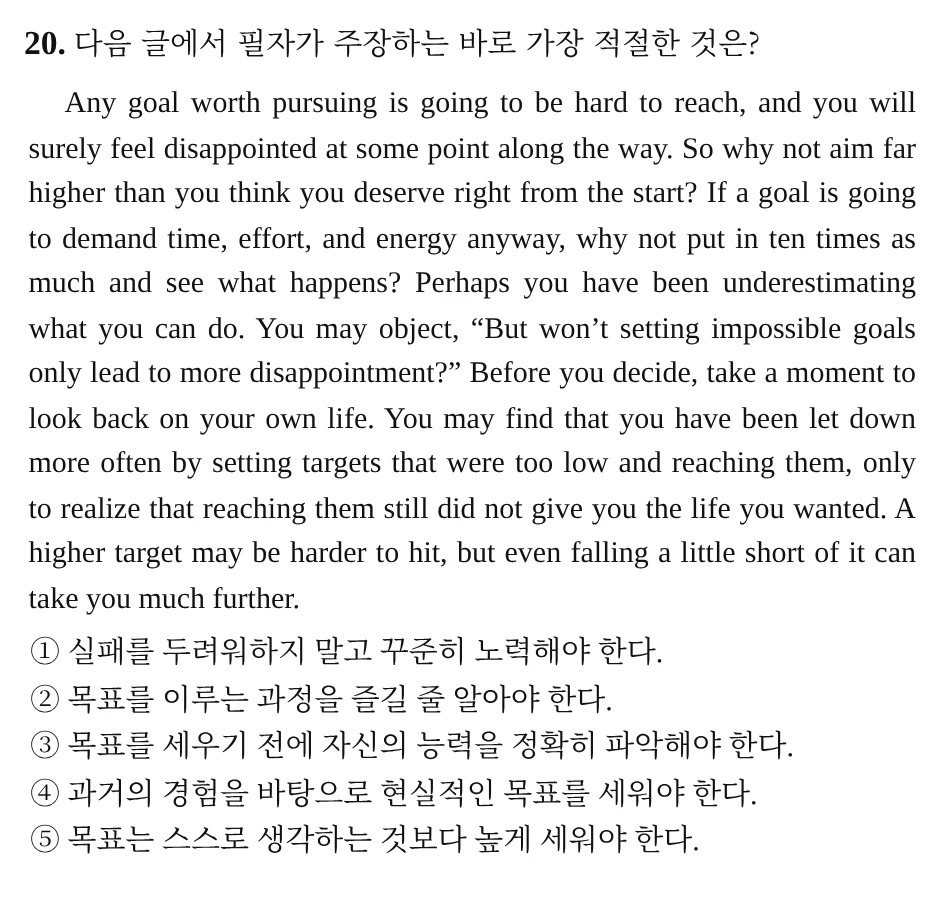 20. 다음 글에서 필자가 주장하는 바로 가장 적절한 것은?
Any goal worth pursuing is going to be hard to reach, and you will
surely feel disappointed at some point along the way. So why not aim far
higher than you think you deserve right from the start? If a goal is going
to demand time, effort, and energy anyway, why not put in ten times as
much and see what happens? Perhaps you have been underestimating
what you can do. You may object, “But won’t setting impossible goals
only lead to more disappointment?” Before you decide, take a moment to
look back on your own life. You may find that you have been let down
more often by setting targets that were too low and reaching them, only
to realize that reaching them still did not give you the life you wanted. A
higher target may be harder to hit, but even falling a little short of it can
take you much further.
① 실패를 두려워하지 말고 꾸준히 노력해야 한다.
② 목표를 이루는 과정을 즐길 줄 알아야 한다.
③ 목표를 세우기 전에 자신의 능력을 정확히 파악해야 한다.
④ 과거의 경험을 바탕으로 현실적인 목표를 세워야 한다.
⑤ 목표는 스스로 생각하는 것보다 높게 세워야 한다.